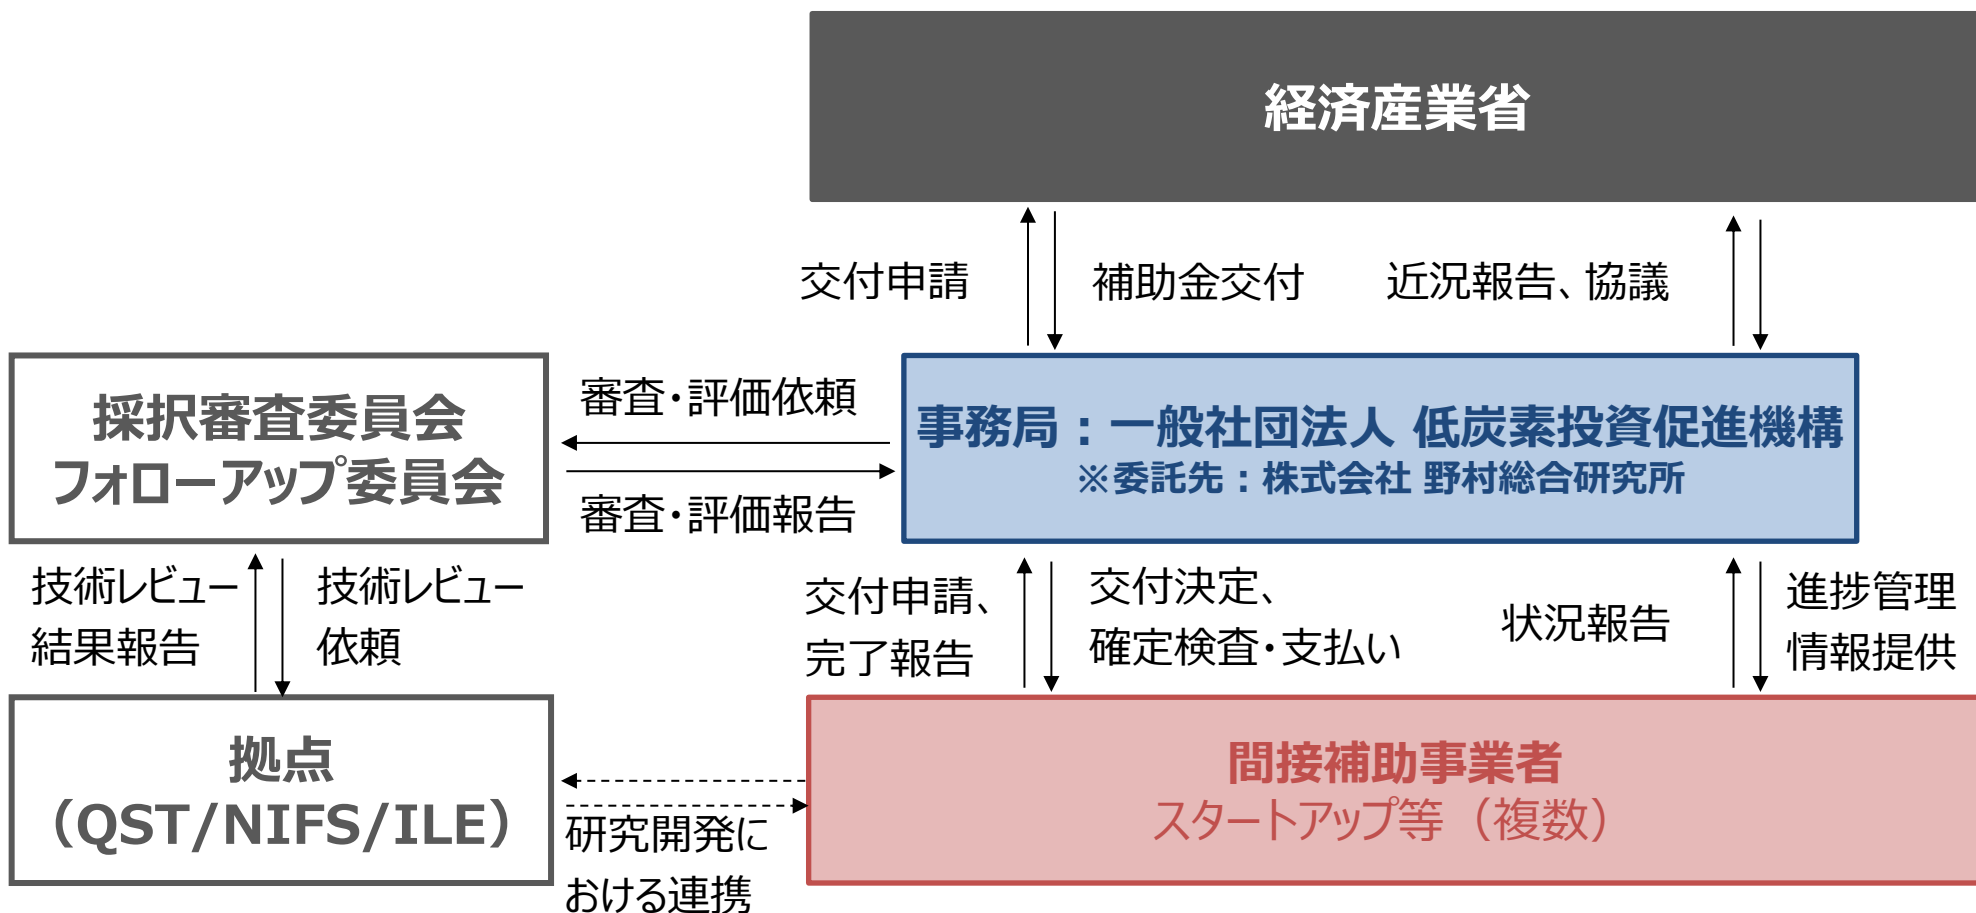 経済産業省
交付申請
補助金交付
近況報告、協議
採択審査委員会
フォローアップ委員会
審査・評価依頼
審査・評価報告
事務局：一般社団法人 低炭素投資促進機構
※委託先：株式会社 野村総合研究所
技術レビュー
結果報告
技術レビュー
依頼
交付申請、
完了報告
交付決定、
確定検査・支払い
状況報告
進捗管理
情報提供
拠点
（QST/NIFS/ILE）
研究開発に
おける連携
間接補助事業者
スタートアップ等（複数）